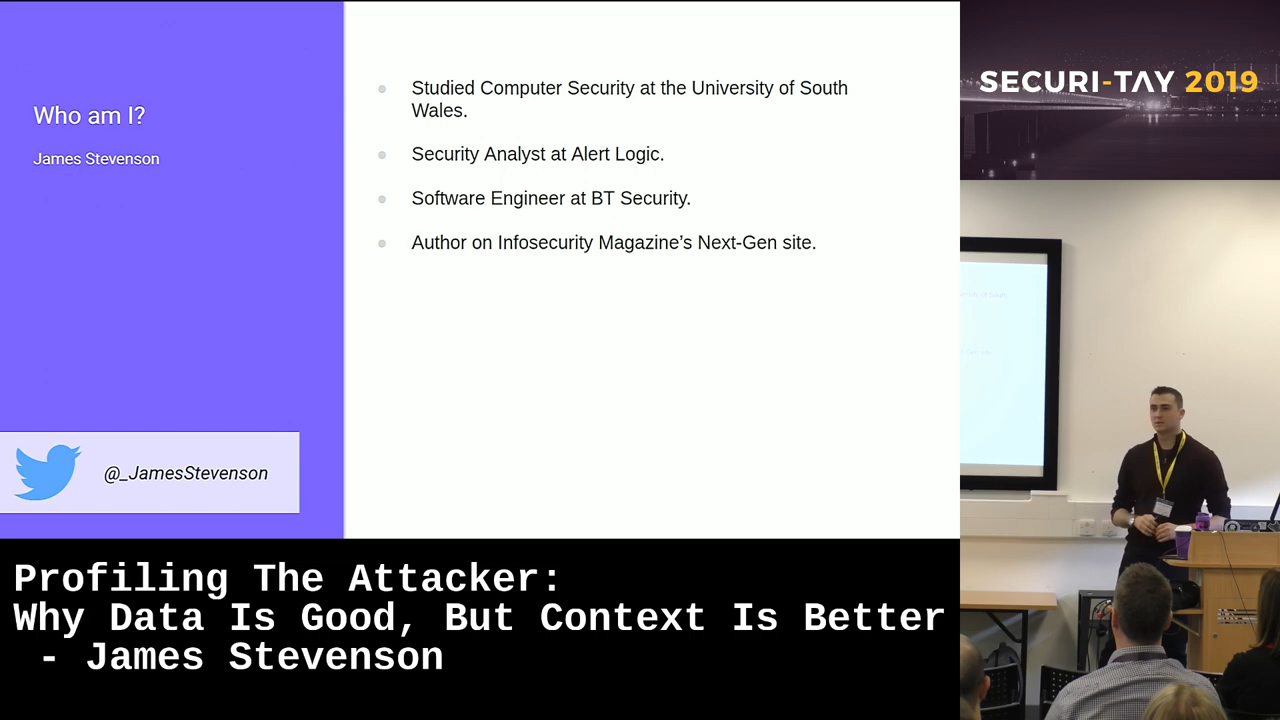 Who am I?
James Stevenson
Studied Computer Security at the University of South
Wales.
Security Analyst at Alert Logic.
Software Engineer at BT Security.
Author on Infosecurity Magazine’s Next-Gen site.
@_JamesStevenson
SECURI-TAY 2019
Profiling The Attacker:
Why Data Is Good, But Context Is Better
- James Stevenson